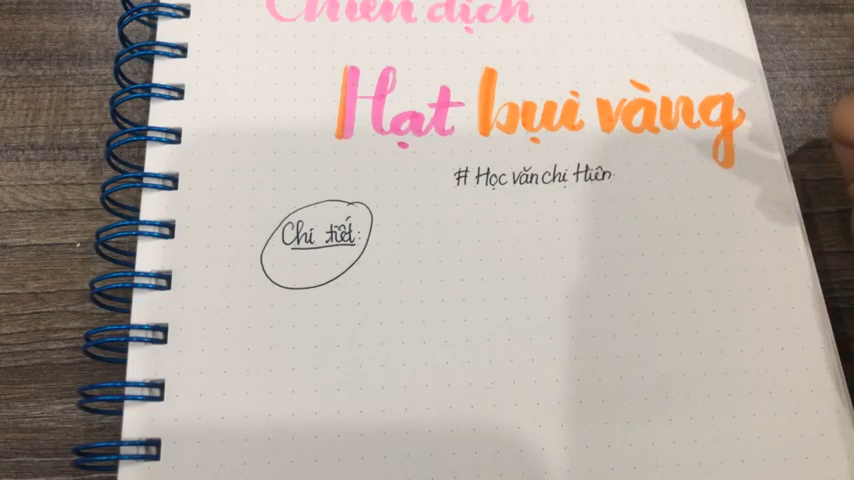 Chiến dịch
Hạt bụi vàng
# Học văn chị Hiên
Chi tiết: